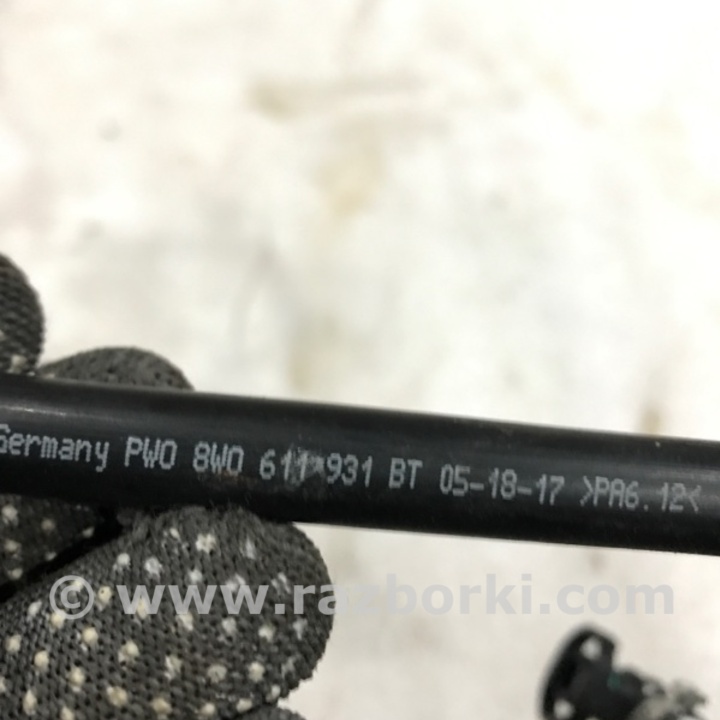 Germany PWO 8W0 611 931 BT 05-18-17 >PA6.12<
© www.razborki.com